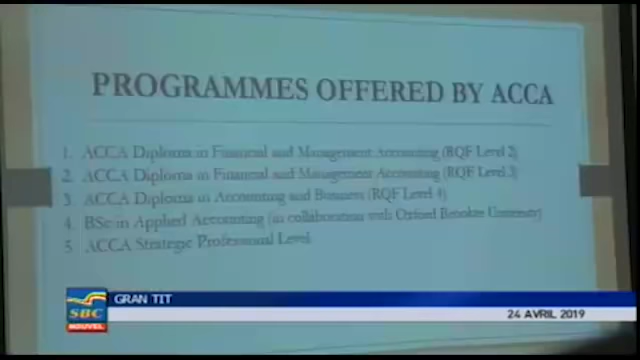 PROGRAMMES OFFERED BY ACCA
1. ACCA Diploma in Financial and Management Accounting (RQF Level 2)
2. ACCA Diploma in Financial and Management Accounting (RQF Level 3)
3. ACCA Diploma in Accounting and Business (RQF Level 4)
4. BSc in Applied Accounting (in collaboration with Oxford Brookes University)
5. ACCA Strategic Professional Level
GRAN TIT
SBC
NOUVEL
24 AVRIL 2019